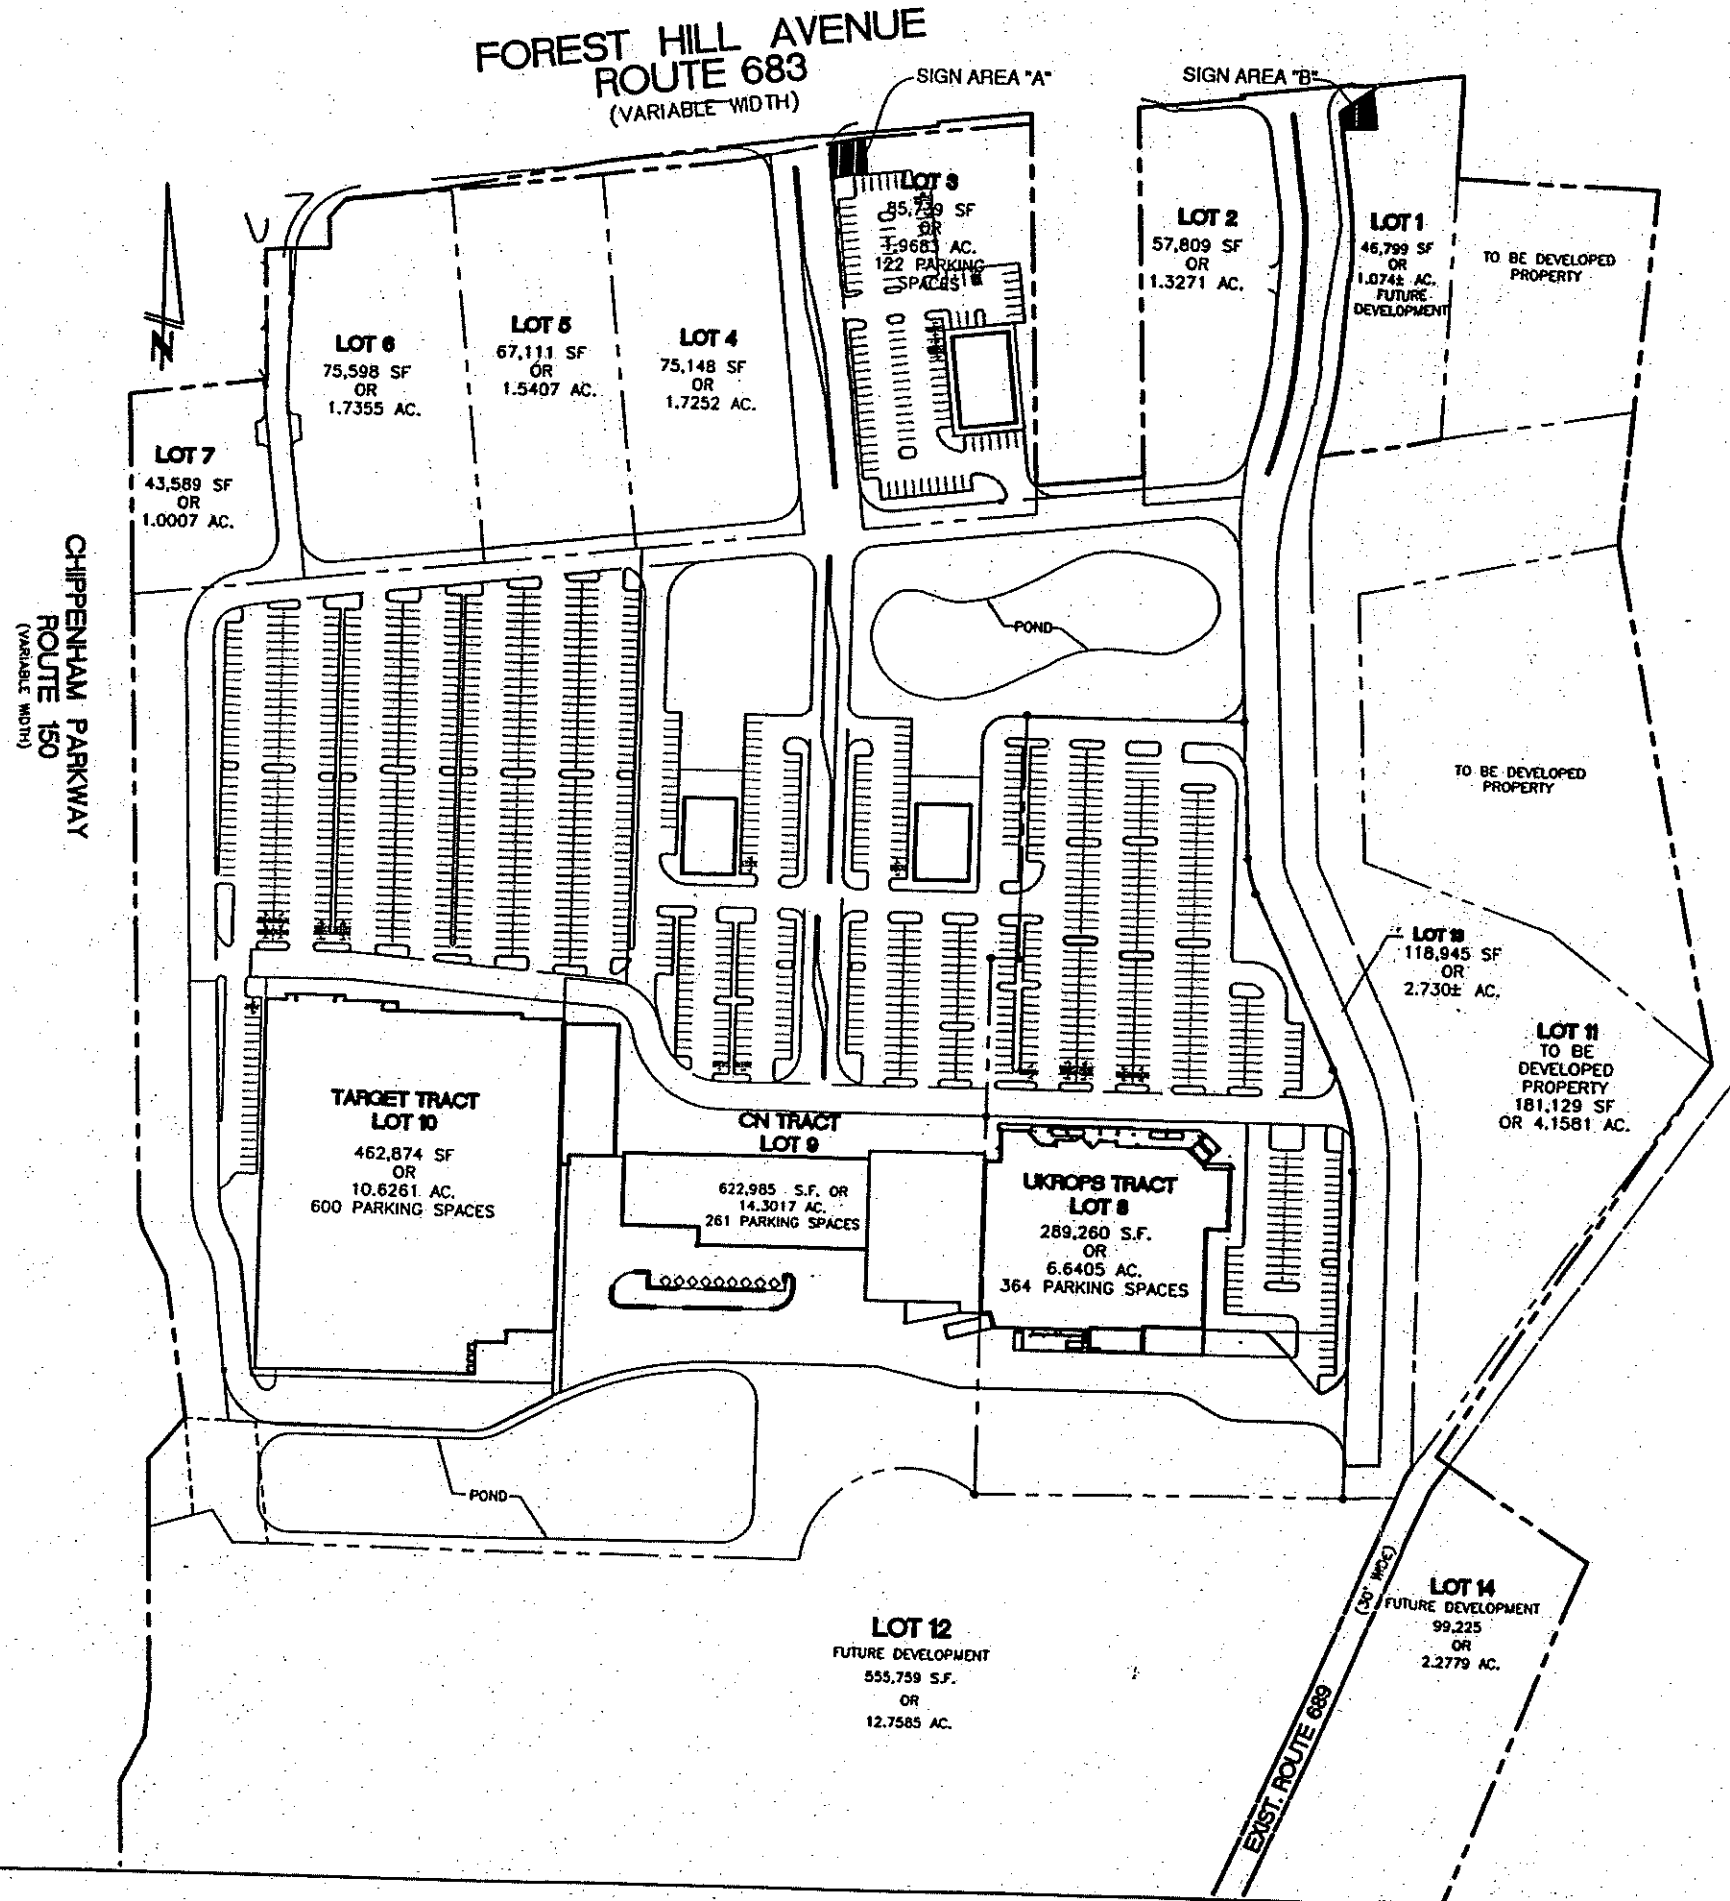 FOREST HILL AVENUE
ROUTE 683
(VARIABLE WIDTH)
SIGN AREA "A"
SIGN AREA "B"
LOT 3
85,739 SF
OR
1.9683 AC.
122 PARKING
SPACES
LOT 2
57,809 SF
OR
1.3271 AC.
LOT 1
46,799 SF
OR
1.074± AC.
FUTURE
DEVELOPMENT
TO BE DEVELOPED
PROPERTY
N
LOT 6
75,598 SF
OR
1.7355 AC.
LOT 5
67,111 SF
OR
1.5407 AC.
LOT 4
75,148 SF
OR
1.7252 AC.
LOT 7
43,589 SF
OR
1.0007 AC.
CHIPPENHAM PARKWAY
ROUTE 150
(VARIABLE WIDTH)
POND
TO BE DEVELOPED
PROPERTY
LOT 13
118,945 SF
OR
2.730± AC.
LOT 11
TO BE
DEVELOPED
PROPERTY
181,129 SF
OR 4.1581 AC.
TARGET TRACT
LOT 10
462,874 SF
OR
10.6261 AC.
600 PARKING SPACES
CN TRACT
LOT 9
622,985 S.F. OR
14.3017 AC.
261 PARKING SPACES
UKROPS TRACT
LOT 8
289,260 S.F.
OR
6.6405 AC.
364 PARKING SPACES
POND
LOT 12
FUTURE DEVELOPMENT
555,759 S.F.
OR
12.7585 AC.
LOT 14
FUTURE DEVELOPMENT
99,225
OR
2.2779 AC.
(30' WIDE)
EXIST. ROUTE 689